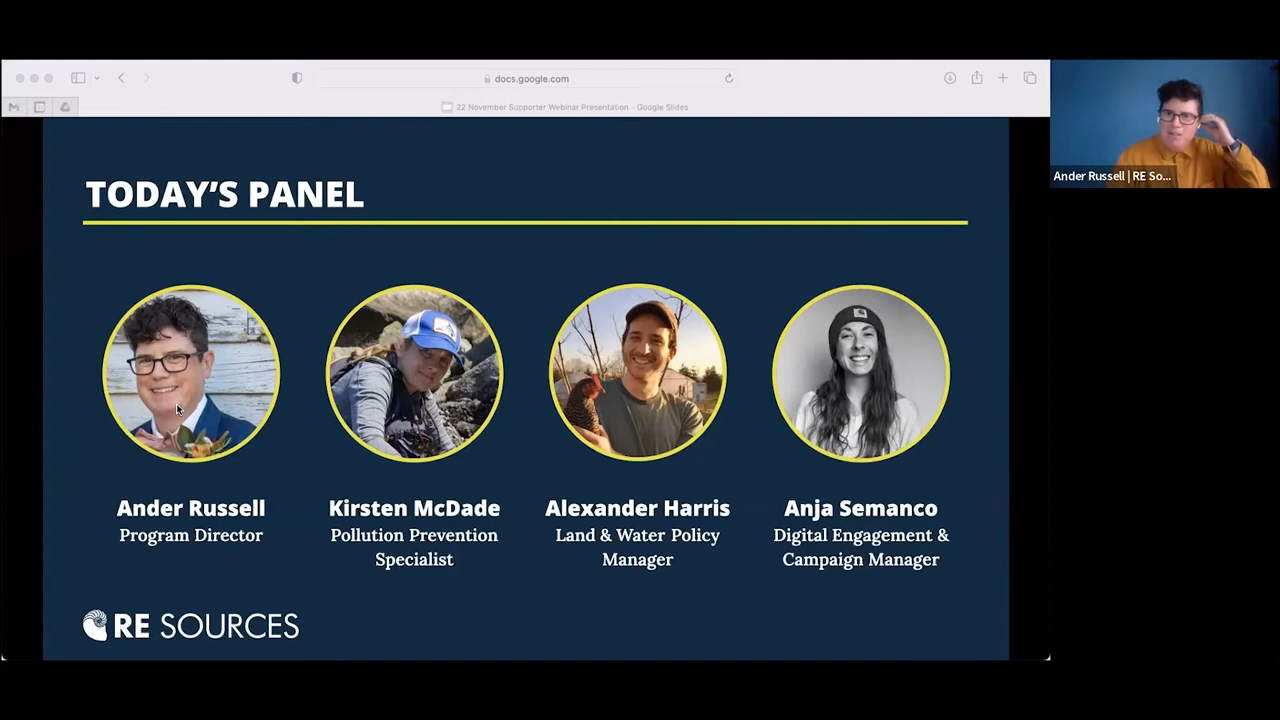 docs.google.com
22 November Supporter Webinar Presentation - Google Slides
TODAY'S PANEL
Ander Russell | RE So...
Ander Russell
Program Director
Kirsten McDade
Pollution Prevention
Specialist
Alexander Harris
Land & Water Policy
Manager
Anja Semanco
Digital Engagement &
Campaign Manager
RE SOURCES